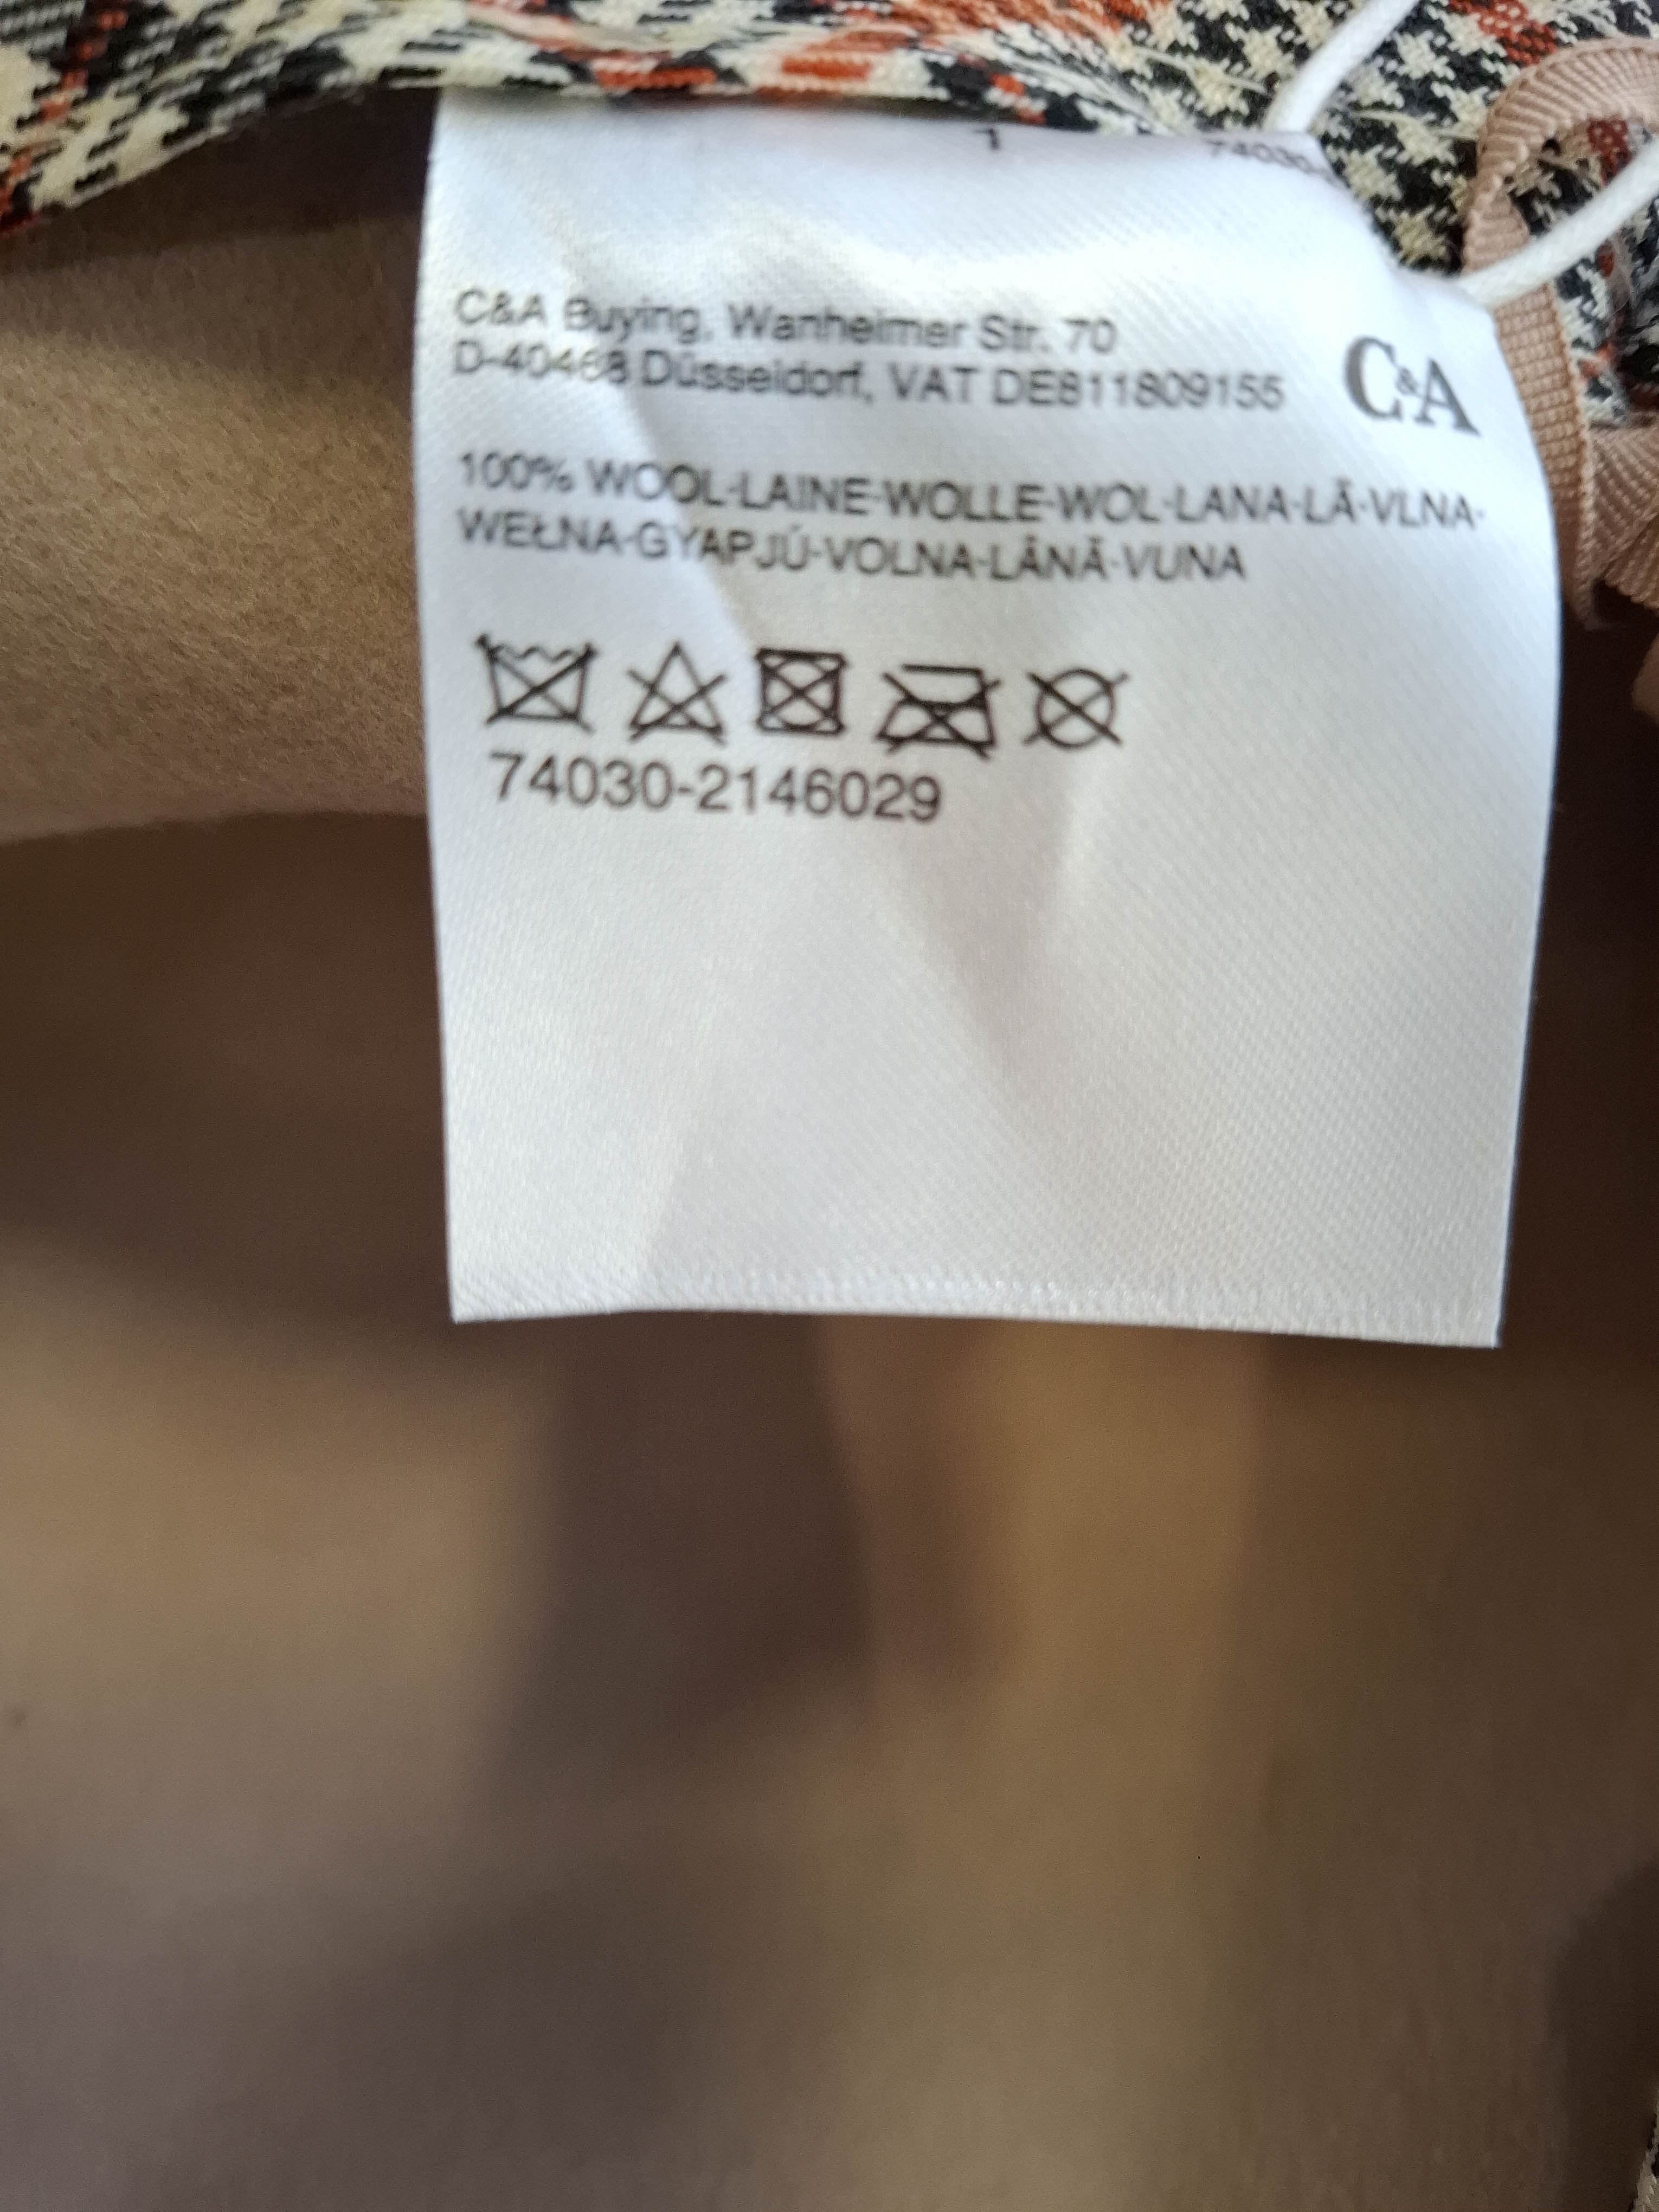 1
C&A Buying, Wanheimer Str. 70
D-40468 Düsseldorf, VAT DE811809155
C&A
100% WOOL·LAINE·WOLLE·WOL·LANA·LÃ·VLNA·
WEŁNA·GYAPJÚ·VOLNA·LÂNĂ·VUNA
74030-2146029